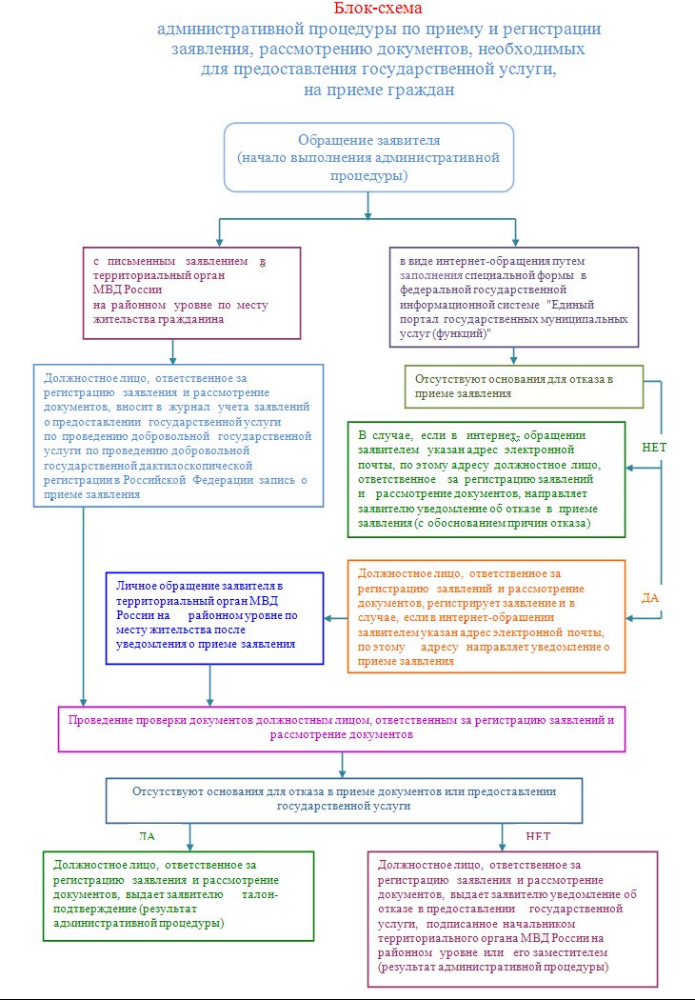 Блок-схема
административной процедуры по приему и регистрации
заявления, рассмотрению документов, необходимых
для предоставления государственной услуги,
на приеме граждан
Обращение заявителя
(начало выполнения административной
процедуры)
с письменным заявлением в
территориальный орган
МВД России
на районном уровне по месту
жительства гражданина
в виде интернет-обращения путем
заполнения специальной формы в
федеральной государственной
информационной системе "Единый
портал государственных муниципальных
услуг (функций)"
Должностное лицо, ответственное за
регистрацию заявления и рассмотрение
документов, вносит в журнал учета заявлений
о предоставлении государственной услуги
по проведению добровольной государственной
услуги по проведению добровольной
государственной дактилоскопической
регистрации в Российской Федерации запись о
приеме заявления
Отсутствуют основания для отказа в
приеме заявления
НЕТ
В случае, если в интернет- обращении
заявителем указан адрес электронной
почты, по этому адресу должностное лицо,
ответственное за регистрацию заявлений
и рассмотрение документов, направляет
заявителю уведомление об отказе в приеме
заявления (с обоснованием причин отказа)
Личное обращение заявителя в
территориальный орган МВД
России на районном уровне по
месту жительства после
уведомления о приеме заявления
Должностное лицо, ответственное за
регистрацию заявлений и рассмотрение
документов, регистрирует заявление и в
случае, если в интернет-обращении
заявителем указан адрес электронной почты,
по этому адресу направляет уведомление о
приеме заявления
ДА
Проведение проверки документов должностным лицом, ответственным за регистрацию заявлений и
рассмотрение документов
Отсутствуют основания для отказа в приеме документов или предоставлении
государственной услуги
ДА
НЕТ
Должностное лицо, ответственное за
регистрацию заявления и рассмотрение
документов, выдает заявителю талон-
подтверждение (результат
административной процедуры)
Должностное лицо, ответственное за
регистрацию заявления и рассмотрение
документов, выдает заявителю уведомление об
отказе в предоставлении государственной
услуги, подписанное начальником
территориального органа МВД России на
районном уровне или его заместителем
(результат административной процедуры)